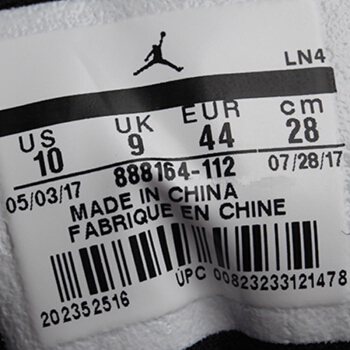 LN4
US UK EUR cm
10 9 44 28
05/03/17 888164-112 07/28/17
MADE IN CHINA
FABRIQUE EN CHINE
202352516 UPC 00823233121478